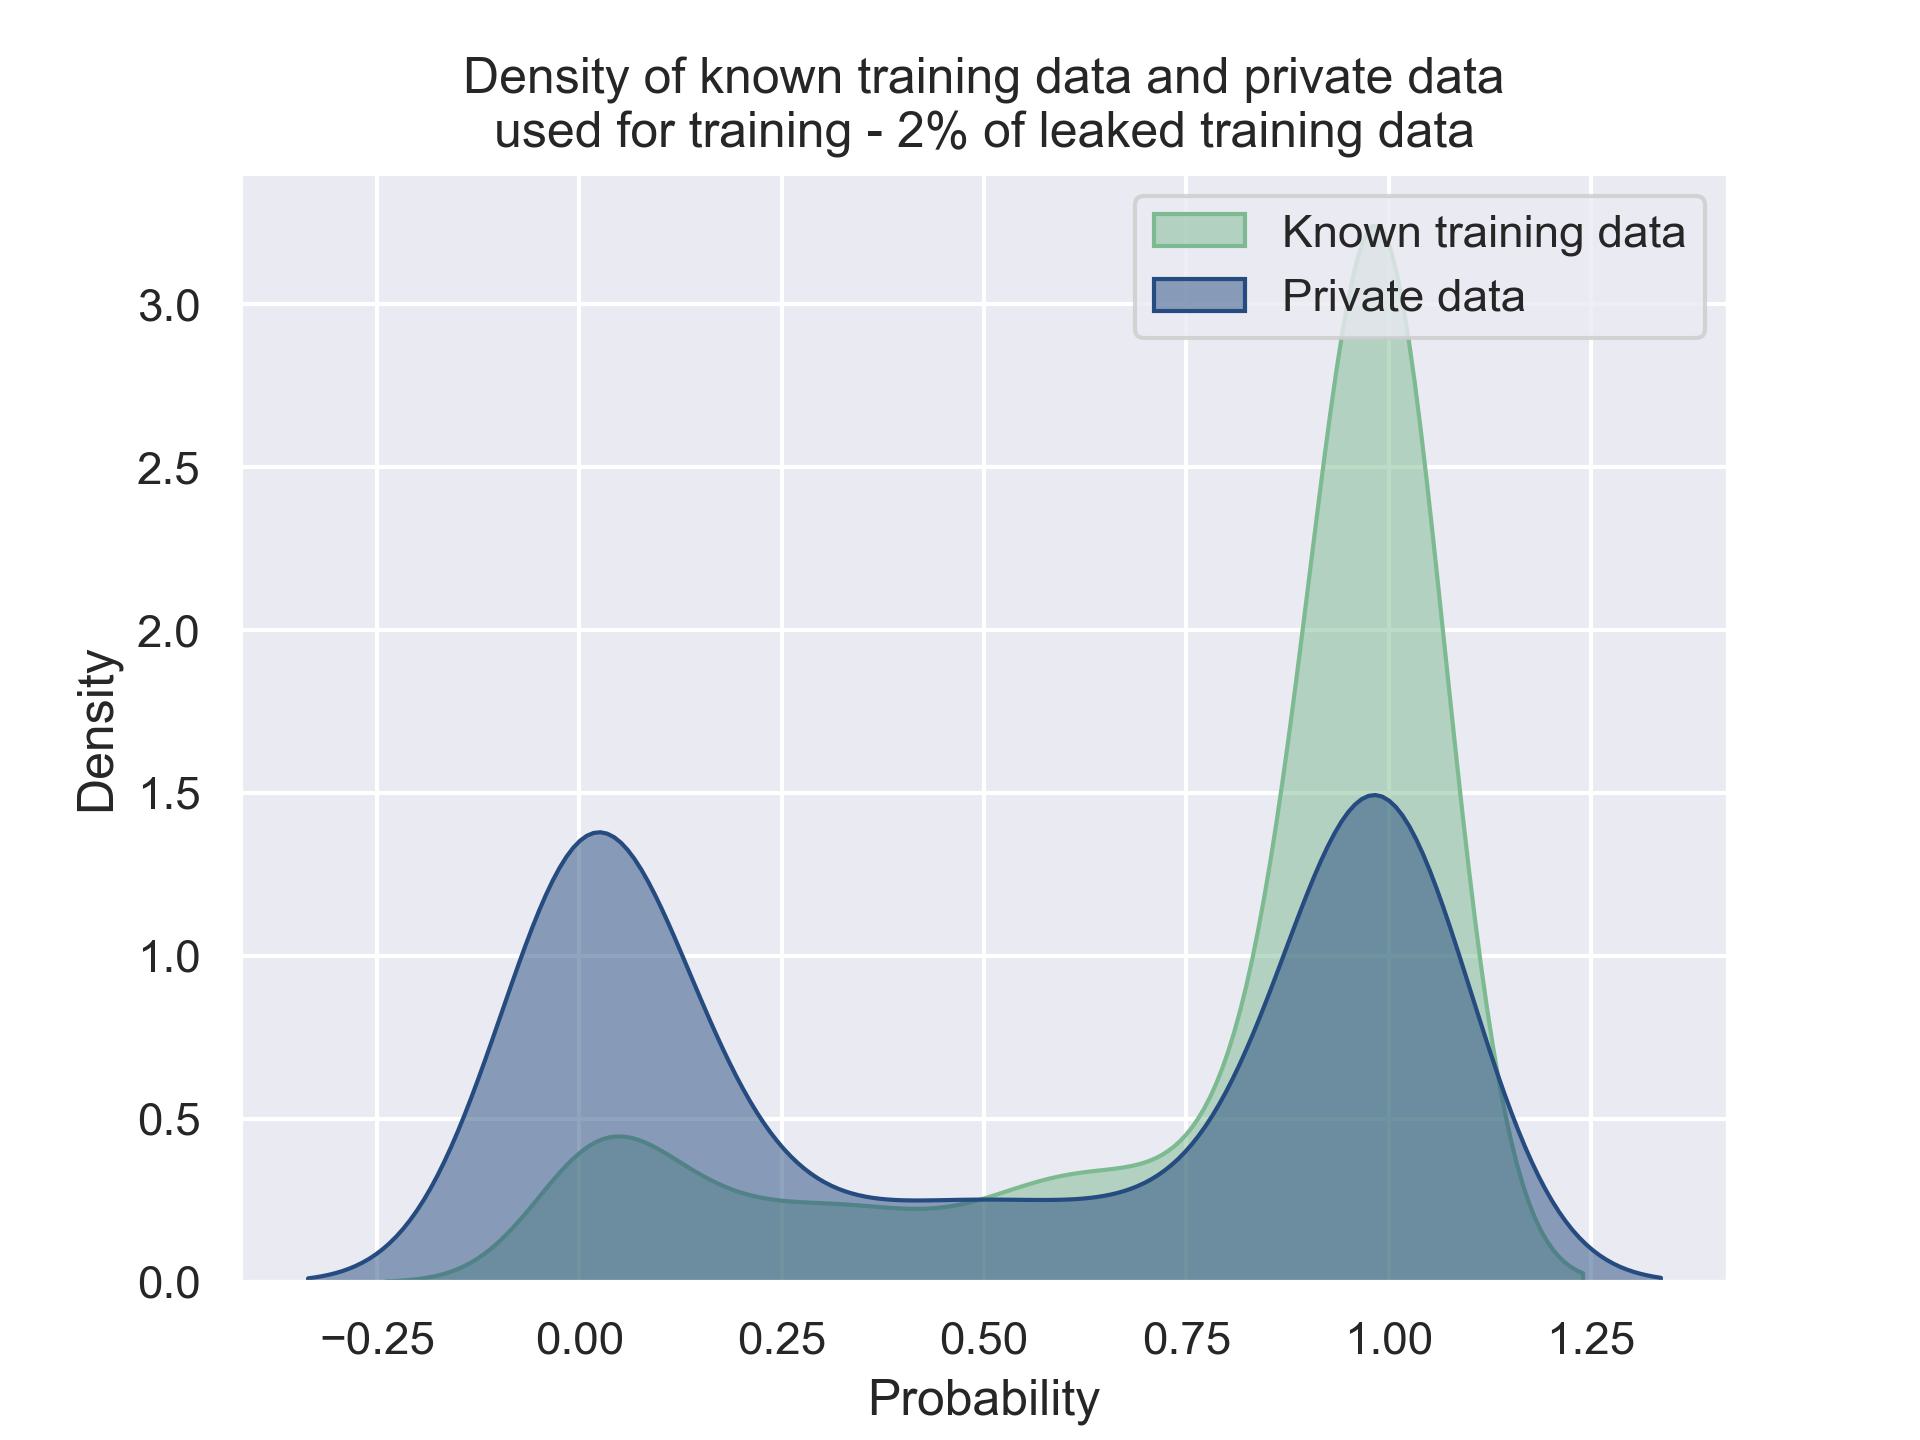 Density of known training data and private data
used for training - 2% of leaked training data
Known training data
Private data
Density
3.0
2.5
2.0
1.5
1.0
0.5
0.0
−0.25 0.00 0.25 0.50 0.75 1.00 1.25
Probability